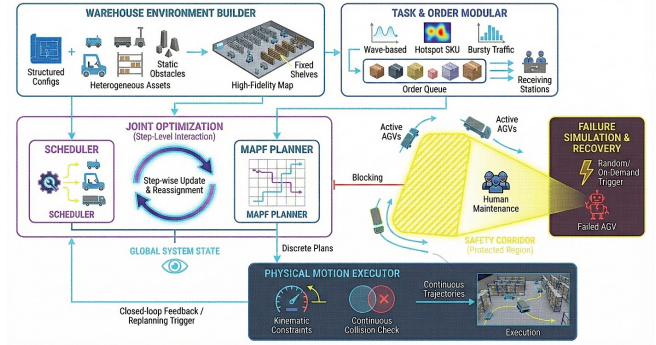 WAREHOUSE ENVIRONMENT BUILDER
Structured
Configs
Heterogeneous Assets
Static
Obstacles
Fixed
Shelves
High-Fidelity Map
TASK & ORDER MODULAR
Wave-based
Hotspot SKU
Bursty Traffic
Order Queue
Receiving
Stations
JOINT OPTIMIZATION
(Step-Level Interaction)
SCHEDULER
SCHEDULER
Step-wise Update
& Reassignment
MAPF PLANNER
MAPF PLANNER
GLOBAL SYSTEM
STATE
Discrete Plans
Closed-loop Feedback /
Replanning Trigger
Active
AGVs
Active
AGVs
Blocking
Human
Maintenance
SAFETY CORRIDOR
(Protected Region)
FAILURE
SIMULATION &
RECOVERY
Random/
On-Demand
Trigger
Failed AGV
PHYSICAL MOTION EXECUTOR
Kinematic
Constraints
Continuous
Collision Check
Continuous
Trajectories
Execution